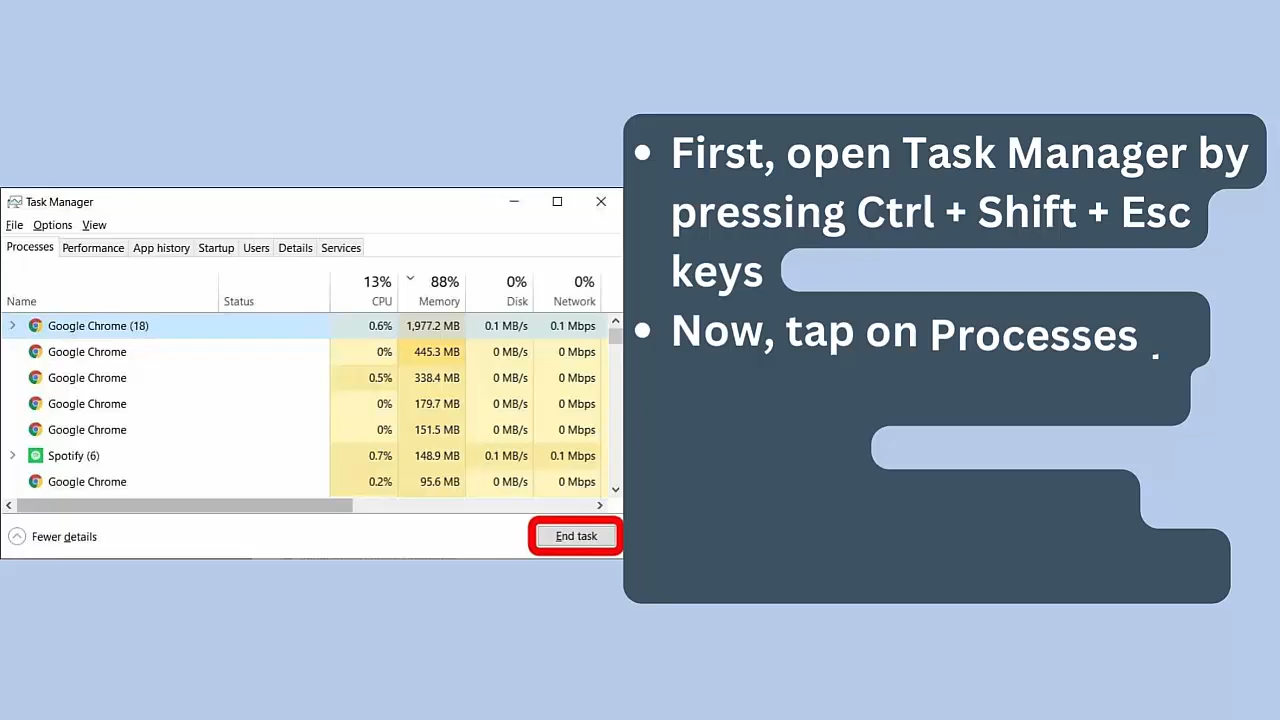 Task Manager
File Options View
Processes Performance App history Startup Users Details Services
13% 88% 0% 0%
Name Status CPU Memory Disk Network
Google Chrome (18) 0.6% 1,977.2 MB 0.1 MB/s 0.1 Mbps
Google Chrome 0% 445.3 MB 0 MB/s 0 Mbps
Google Chrome 0.5% 338.4 MB 0 MB/s 0 Mbps
Google Chrome 0% 179.7 MB 0 MB/s 0 Mbps
Google Chrome 0% 151.5 MB 0 MB/s 0 Mbps
Spotify (6) 0.7% 148.9 MB 0.1 MB/s 0.1 Mbps
Google Chrome 0.2% 95.6 MB 0 MB/s 0 Mbps
Fewer details End task
• First, open Task Manager by
pressing Ctrl + Shift + Esc
keys
• Now, tap on Processes .